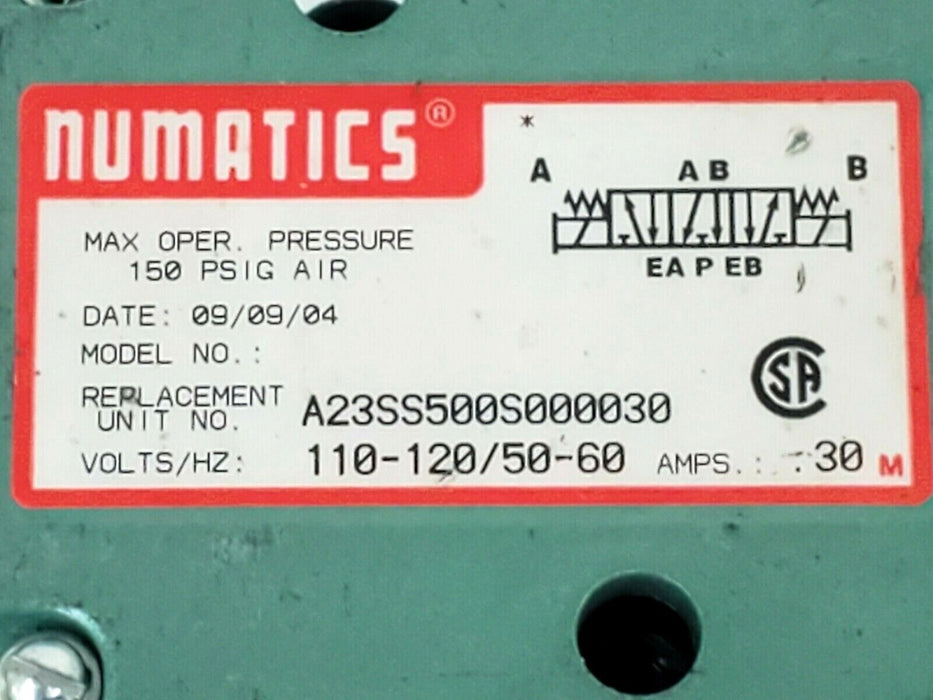 NUMATICS®
*
A A B B
EA P EB
MAX OPER. PRESSURE
150 PSIG AIR
DATE: 09/09/04
MODEL NO.:
REPLACEMENT
UNIT NO. A23SS500S000030
VOLTS/HZ: 110-120/50-60 AMPS.: .30 M
CSA